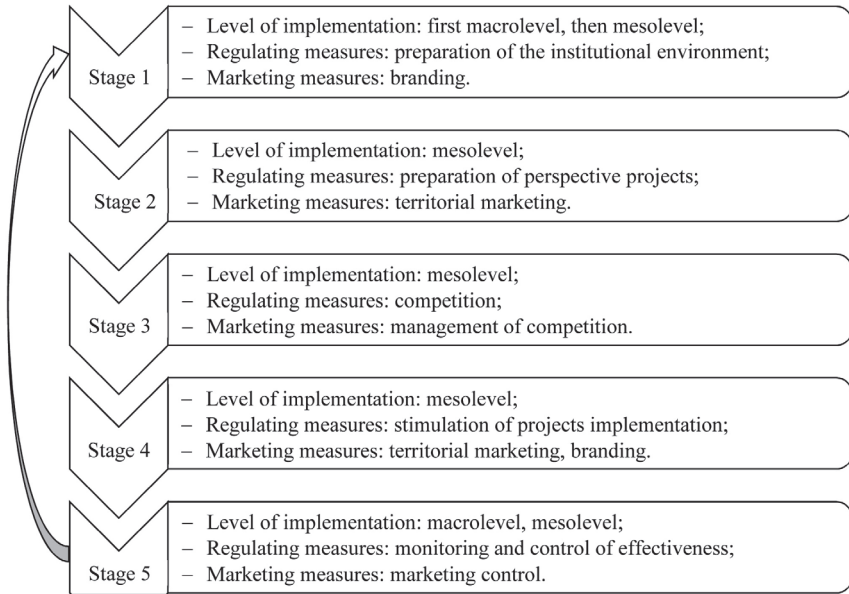 Stage 1
– Level of implementation: first macrolevel, then mesolevel;
– Regulating measures: preparation of the institutional environment;
– Marketing measures: branding.
Stage 2
– Level of implementation: mesolevel;
– Regulating measures: preparation of perspective projects;
– Marketing measures: territorial marketing.
Stage 3
– Level of implementation: mesolevel;
– Regulating measures: competition;
– Marketing measures: management of competition.
Stage 4
– Level of implementation: mesolevel;
– Regulating measures: stimulation of projects implementation;
– Marketing measures: territorial marketing, branding.
Stage 5
– Level of implementation: macrolevel, mesolevel;
– Regulating measures: monitoring and control of effectiveness;
– Marketing measures: marketing control.